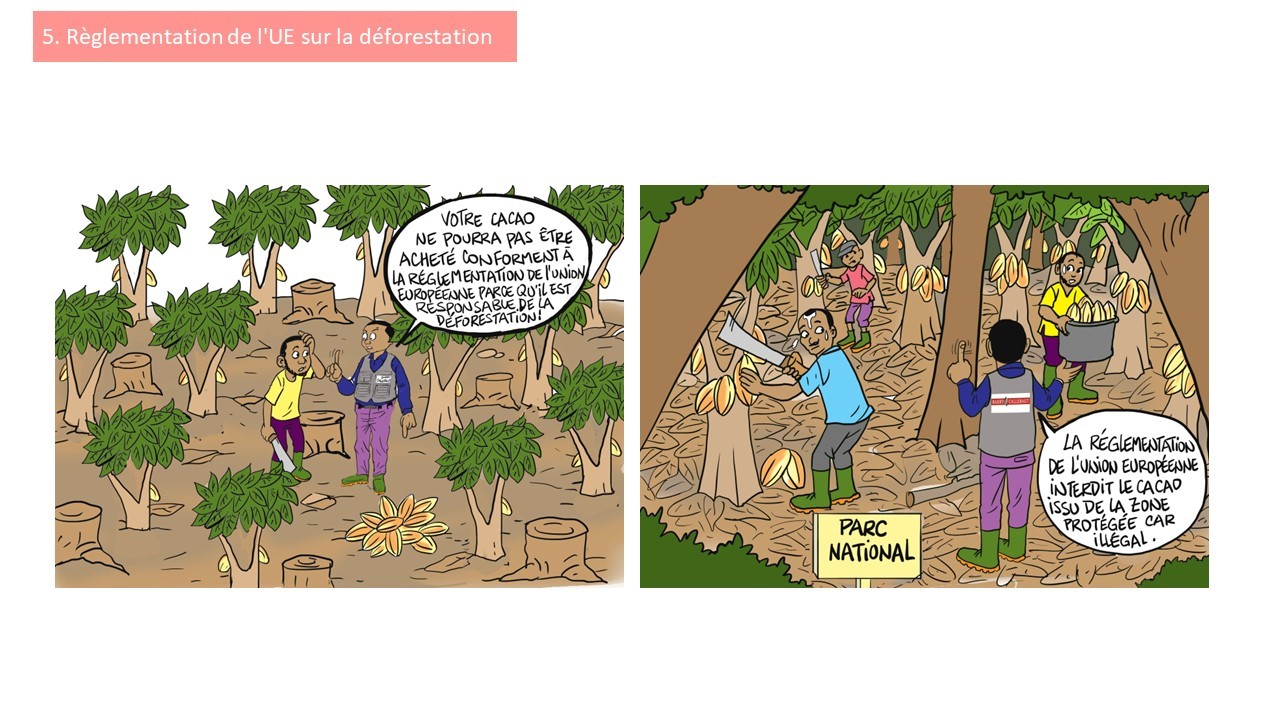 5. Règlementation de l'UE sur la déforestation
VOTRE CACAO
NE POURRA PAS ÊTRE
ACHETÉ CONFORMENT À
LA RÉGLEMENTATION DE L'UNION
EUROPÉENNE PARCE QU'IL EST
RESPONSABLE DE LA
DÉFORESTATION!
LA RÉGLEMENTATION
DE L'UNION EUROPÉENNE
INTERDIT LE CACAO
ISSU DE LA ZONE
PROTÉGÉE CAR
ILLÉGAL.
BARRY CALLEBAUT
PARC
NATIONAL